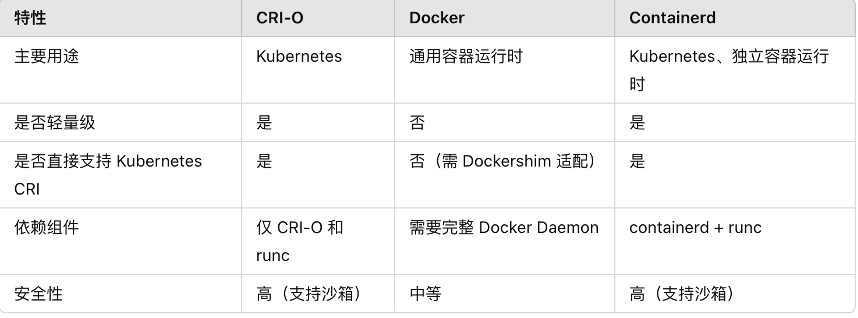 特性 CRI-O Docker Containerd
主要用途 Kubernetes 通用容器运行时 Kubernetes、独立容器运行
时
是否轻量级 是 否 是
是否直接支持 Kubernetes 是 否（需 Dockershim 适配） 是
CRI
依赖组件 仅 CRI-O 和 需要完整 Docker Daemon containerd + runc
runc
安全性 高（支持沙箱） 中等 高（支持沙箱）